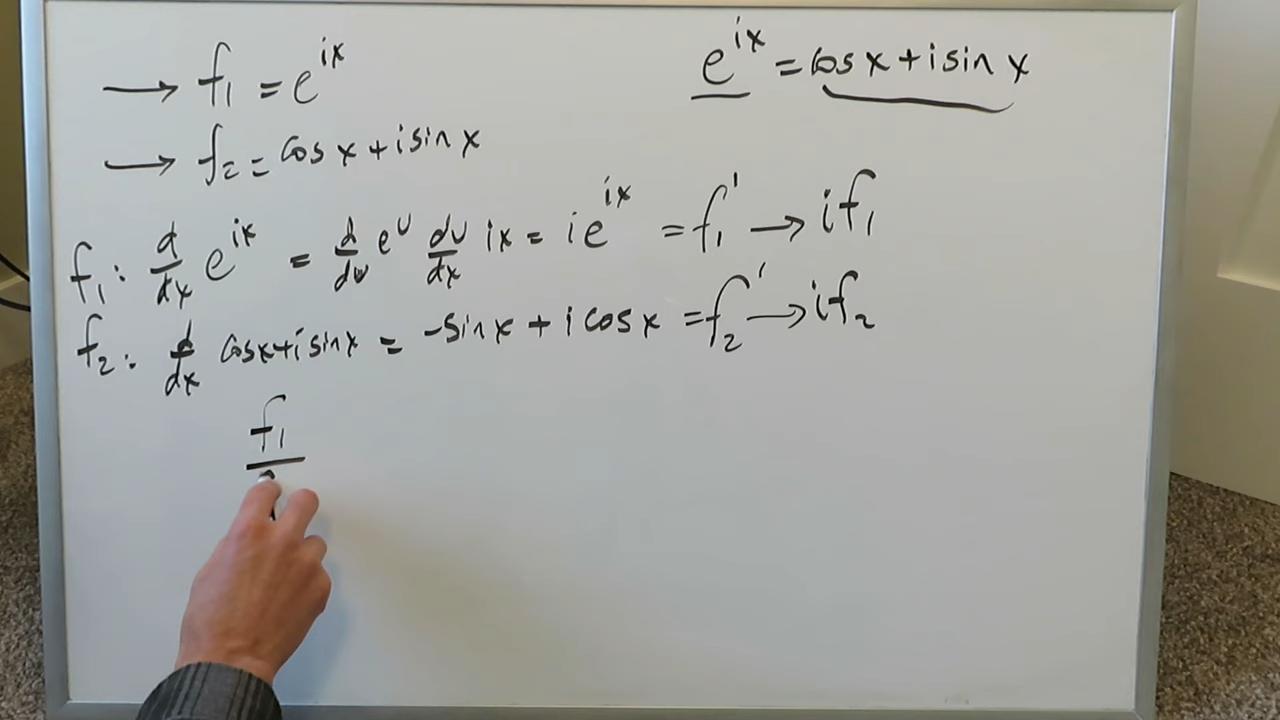 → f₁ = e^{ix}
e^{ix} = cos x + i sin x
→ f₂ = cos x + i sin x
f₁: d/dx e^{ix} = d/du e^u du/dx ix = i e^{ix} = f₁' → i f₁
f₂: d/dx cos x + i sin x = -sin x + i cos x = f₂' → i f₂
f₁